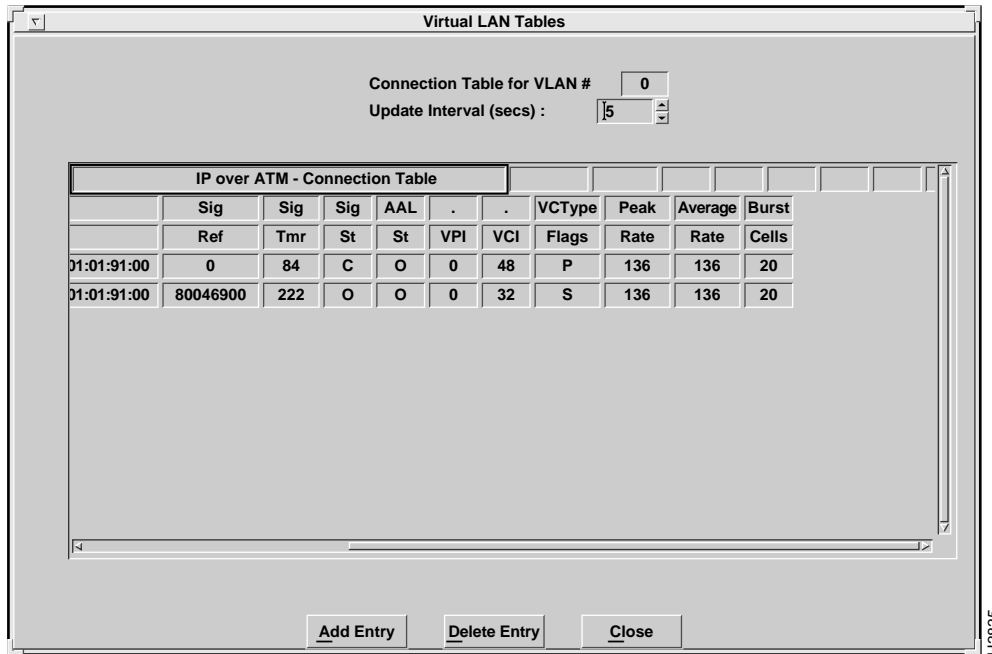 Virtual LAN Tables
Connection Table for VLAN # 0
Update Interval (secs) : 5
IP over ATM - Connection Table
Sig Sig Sig AAL . . VCType Peak Average Burst
Ref Tmr St St VPI VCI Flags Rate Rate Cells
01:01:91:00 0 84 C O 0 48 P 136 136 20
01:01:91:00 80046900 222 O O 0 32 S 136 136 20
Add Entry Delete Entry Close